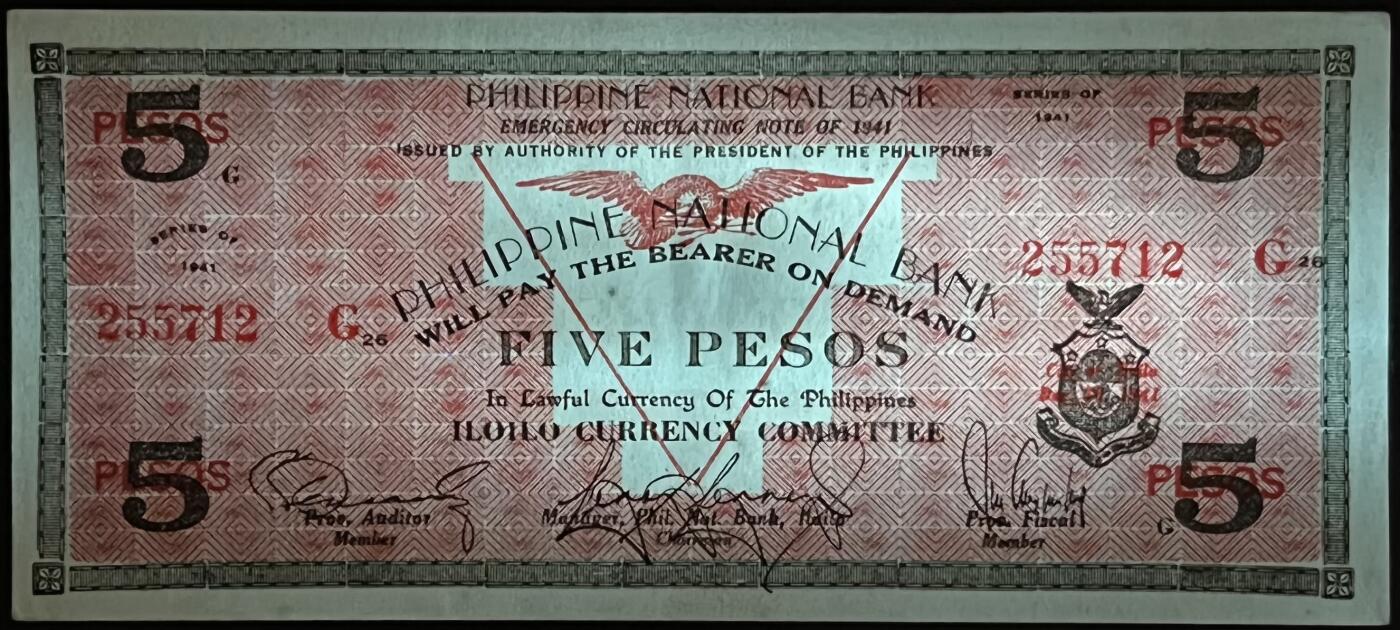 PHILIPPINE NATIONAL BANK
EMERGENCY CIRCULATING NOTE OF 1941
ISSUED BY AUTHORITY OF THE PRESIDENT OF THE PHILIPPINES
SERIES OF
1941
PESOS
5
G
PESOS
5
SERIES OF
1941
PHILIPPINE NATIONAL BANK
WILL PAY THE BEARER ON DEMAND
255712 G26
255712 G26
FIVE PESOS
In Lawful Currency Of The Philippines
ILOILO CURRENCY COMMITTEE
PESOS
5
PESOS
5
G
Prov. Auditor
Member
Manager, Phil. Nat. Bank, Iloilo
Chairman
Prov. Fiscal
Member